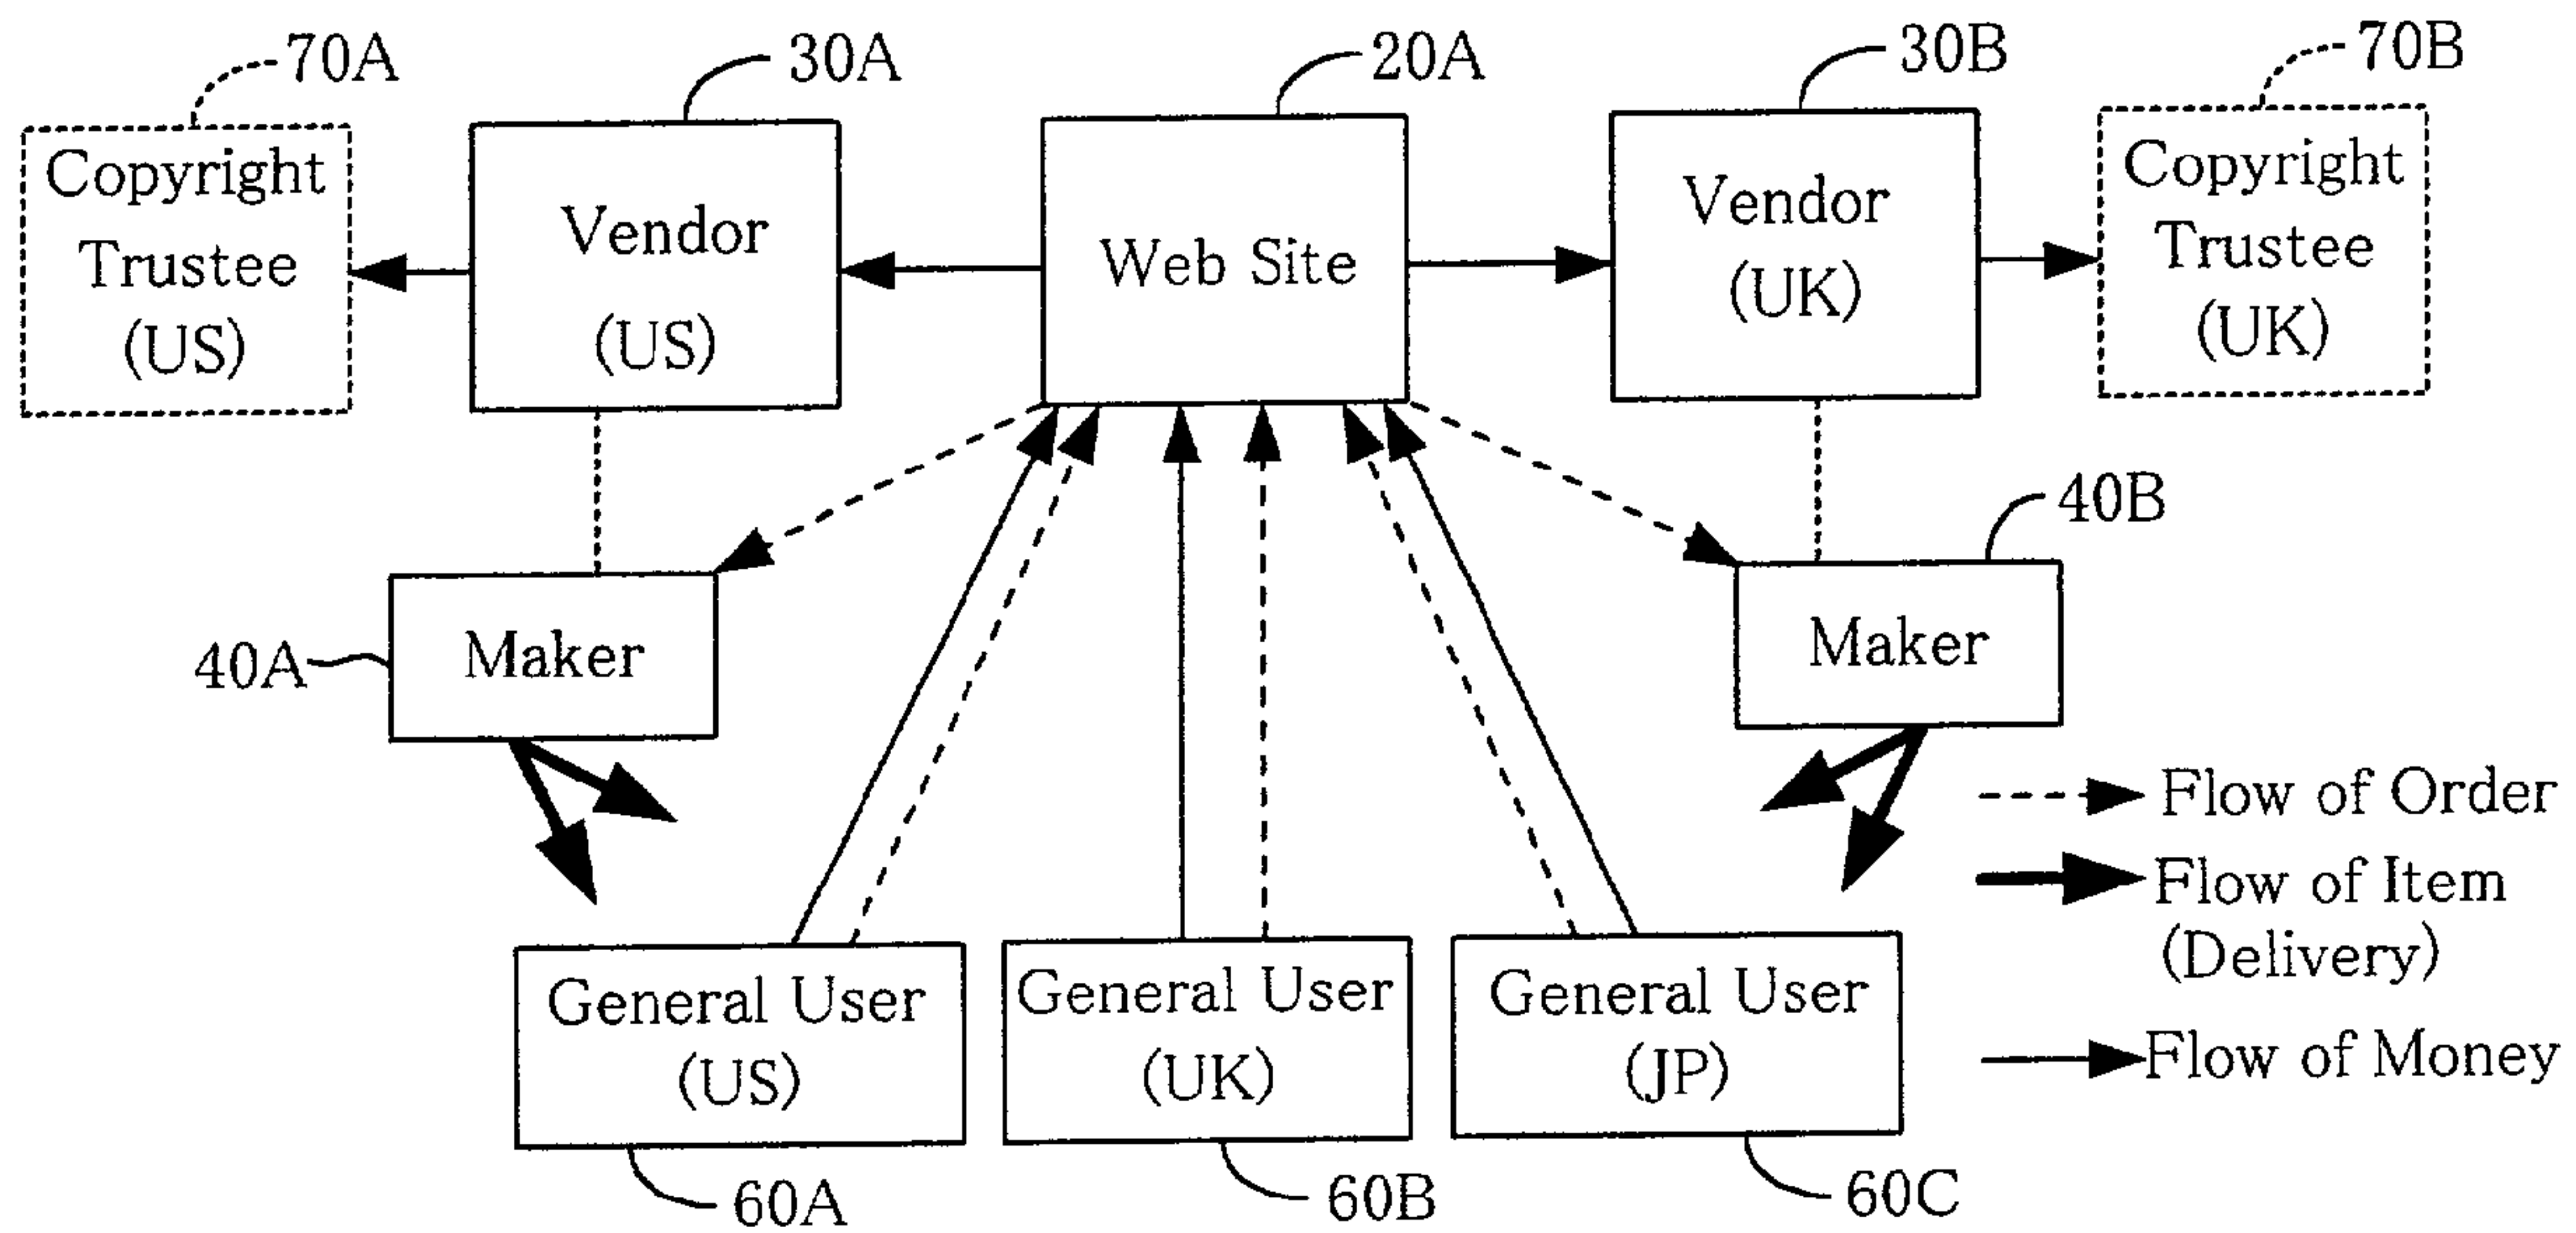 70A
30A
20A
30B
70B
Copyright
Trustee
(US)
Vendor
(US)
Web Site
Vendor
(UK)
Copyright
Trustee
(UK)
40A
Maker
40B
Maker
General User
(US)
General User
(UK)
General User
(JP)
60A
60B
60C
Flow of Order
Flow of Item
(Delivery)
Flow of Money